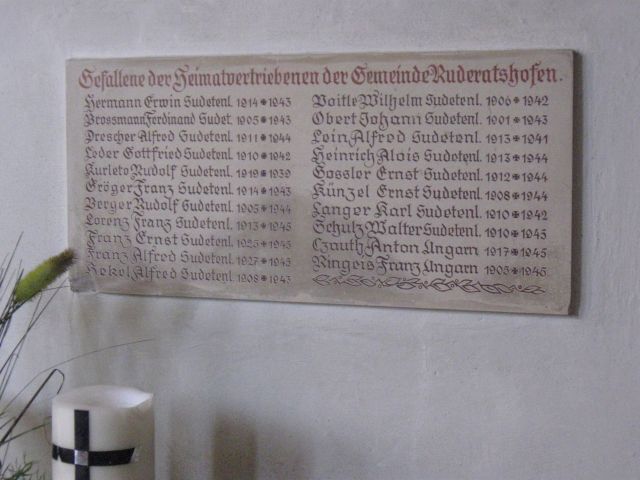 Gefallene der Heimatvertriebenen der Gemeinde Ruderatshofen.
Hermann Erwin Sudetenl. 1914 ✠ 1943
Brossmann Ferdinand Sudet. 1905 ✠ 1943
Drescher Alfred Sudetenl. 1911 ✠ 1944
Leder Gottfried Sudetenl. 1910 ✠ 1942
Kurleto Rudolf Sudetenl. 1919 ✠ 1939
Gröger Franz Sudetenl. 1914 ✠ 1943
Berger Rudolf Sudetenl. 1905 ✠ 1944
Lorenz Franz Sudetenl. 1913 ✠ 1945
Franz Ernst Sudetenl. 1925 ✠ 1945
Franz Alfred Sudetenl. 1927 ✠ 1945
Hekel Alfred Sudetenl. 1908 ✠ 1945
Voitle Wilhelm Sudetenl. 1906 ✠ 1942
Obert Johann Sudetenl. 1901 ✠ 1943
Lein Alfred Sudetenl. 1913 ✠ 1941
Heinrich Alois Sudetenl. 1913 ✠ 1944
Gossler Ernst Sudetenl. 1912 ✠ 1944
Künzel Ernst Sudetenl. 1908 ✠ 1944
Langer Karl Sudetenl. 1910 ✠ 1942
Schulz Walter Sudetenl. 1910 ✠ 1943
Czauth Anton Ungarn 1917 ✠ 1945
Ringeis Franz Ungarn 1905 ✠ 1945